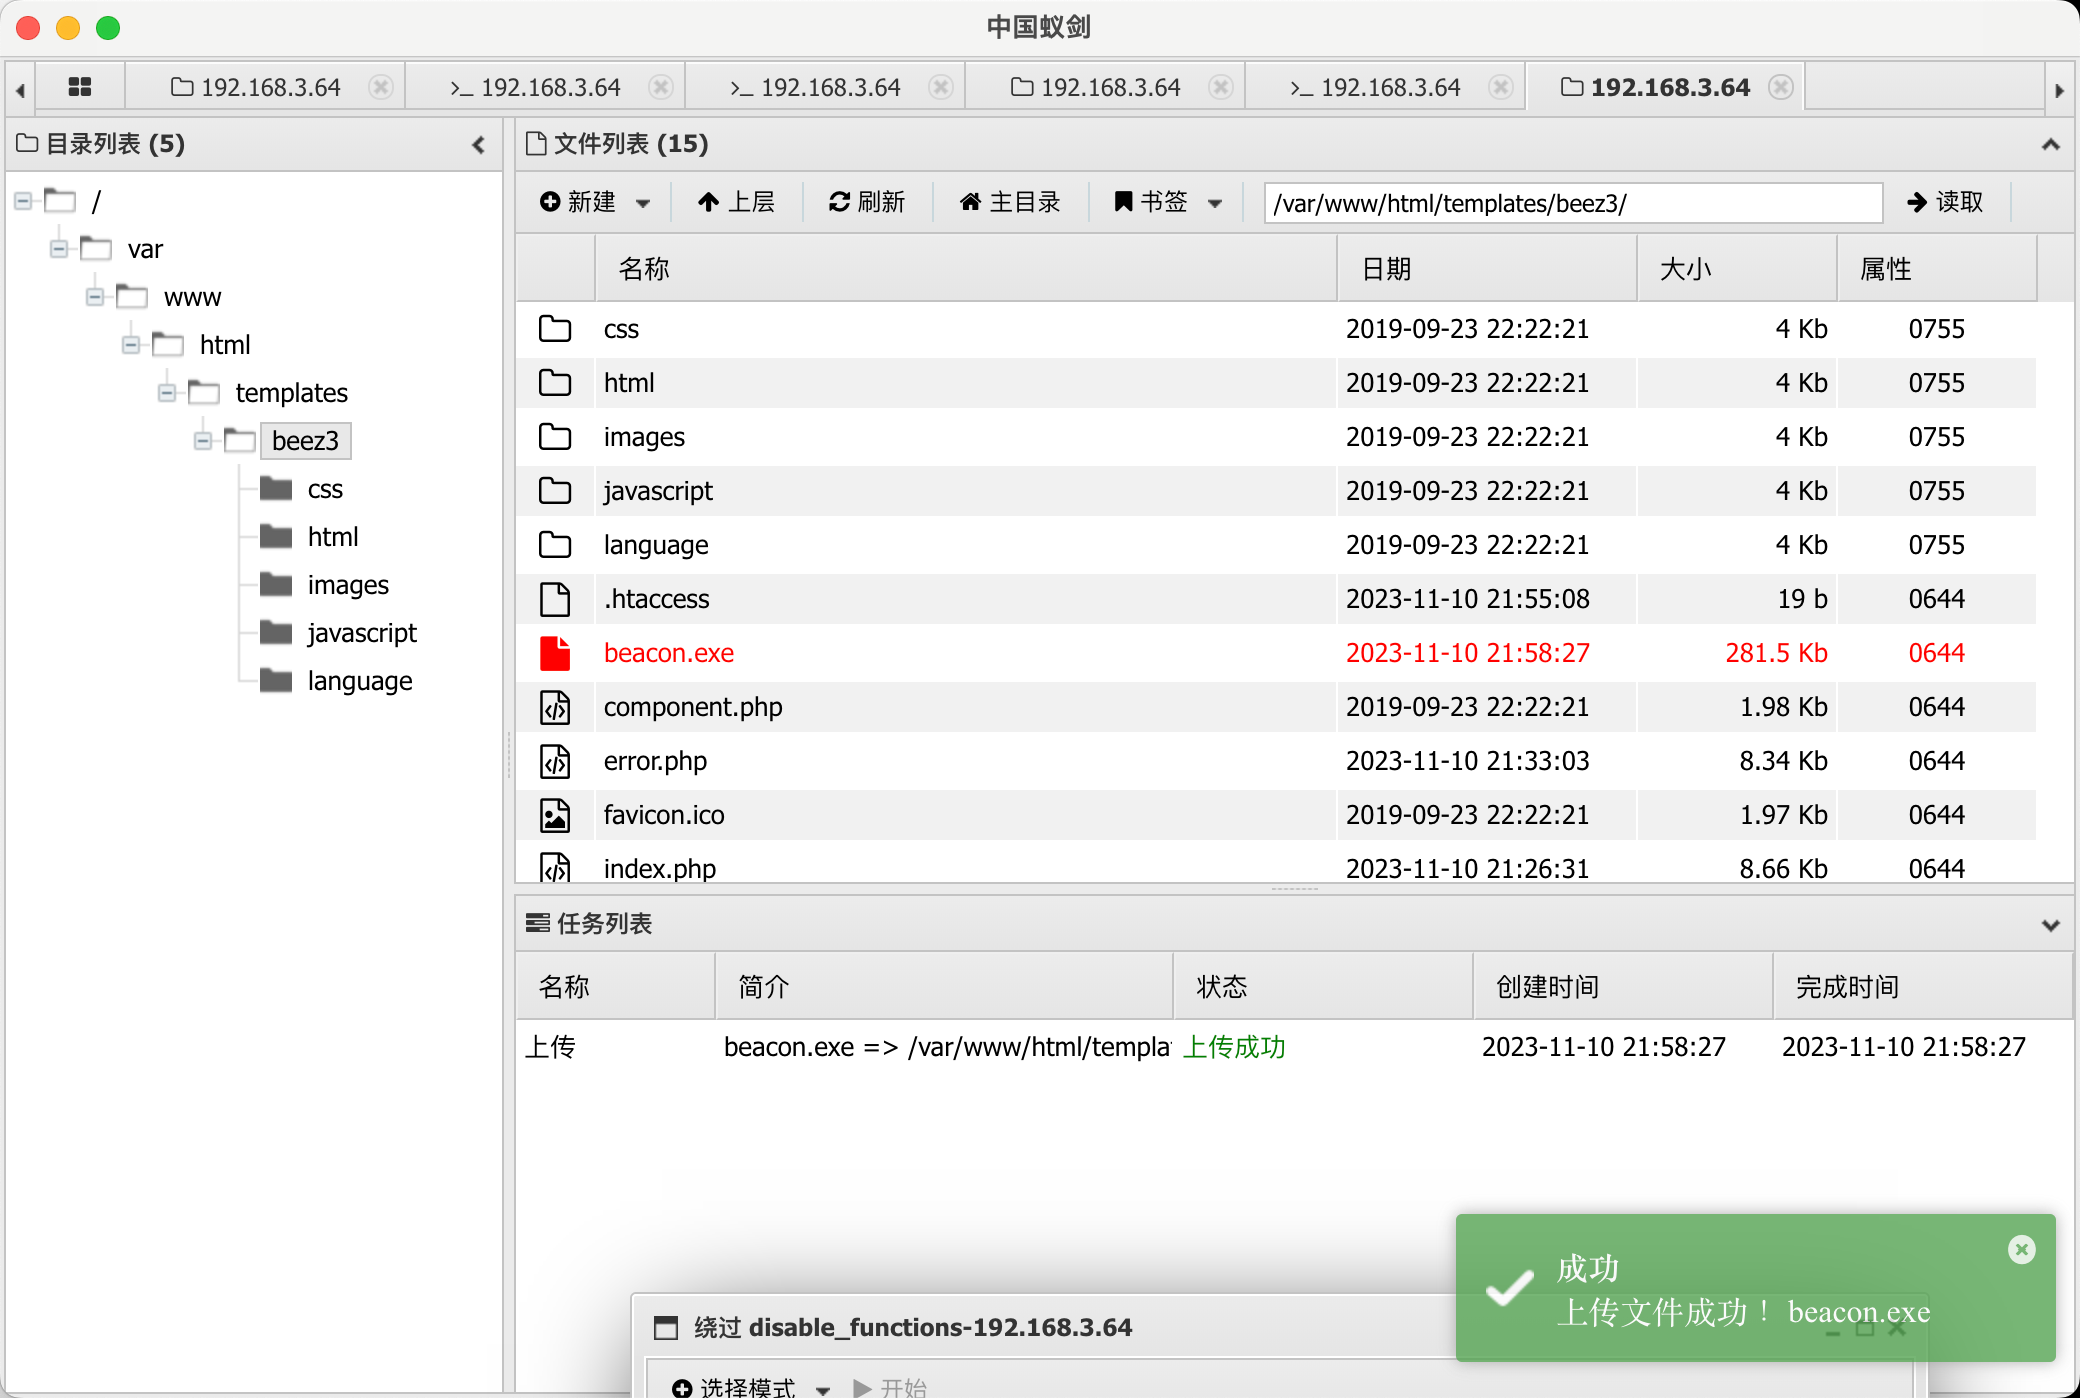 中国蚁剑
192.168.3.64
>_ 192.168.3.64
>_ 192.168.3.64
192.168.3.64
>_ 192.168.3.64
192.168.3.64
目录列表 (5)
/
var
www
html
templates
beez3
css
html
images
javascript
language
文件列表 (15)
新建 上层 刷新 主目录 书签 /var/www/html/templates/beez3/ 读取
名称 日期 大小 属性
css 2019-09-23 22:22:21 4 Kb 0755
html 2019-09-23 22:22:21 4 Kb 0755
images 2019-09-23 22:22:21 4 Kb 0755
javascript 2019-09-23 22:22:21 4 Kb 0755
language 2019-09-23 22:22:21 4 Kb 0755
.htaccess 2023-11-10 21:55:08 19 b 0644
beacon.exe 2023-11-10 21:58:27 281.5 Kb 0644
component.php 2019-09-23 22:22:21 1.98 Kb 0644
error.php 2023-11-10 21:33:03 8.34 Kb 0644
favicon.ico 2019-09-23 22:22:21 1.97 Kb 0644
index.php 2023-11-10 21:26:31 8.66 Kb 0644
任务列表
名称 简介 状态 创建时间 完成时间
上传 beacon.exe => /var/www/html/templa 上传成功 2023-11-10 21:58:27 2023-11-10 21:58:27
成功
上传文件成功！ beacon.exe
绕过 disable_functions-192.168.3.64
选择模式 开始